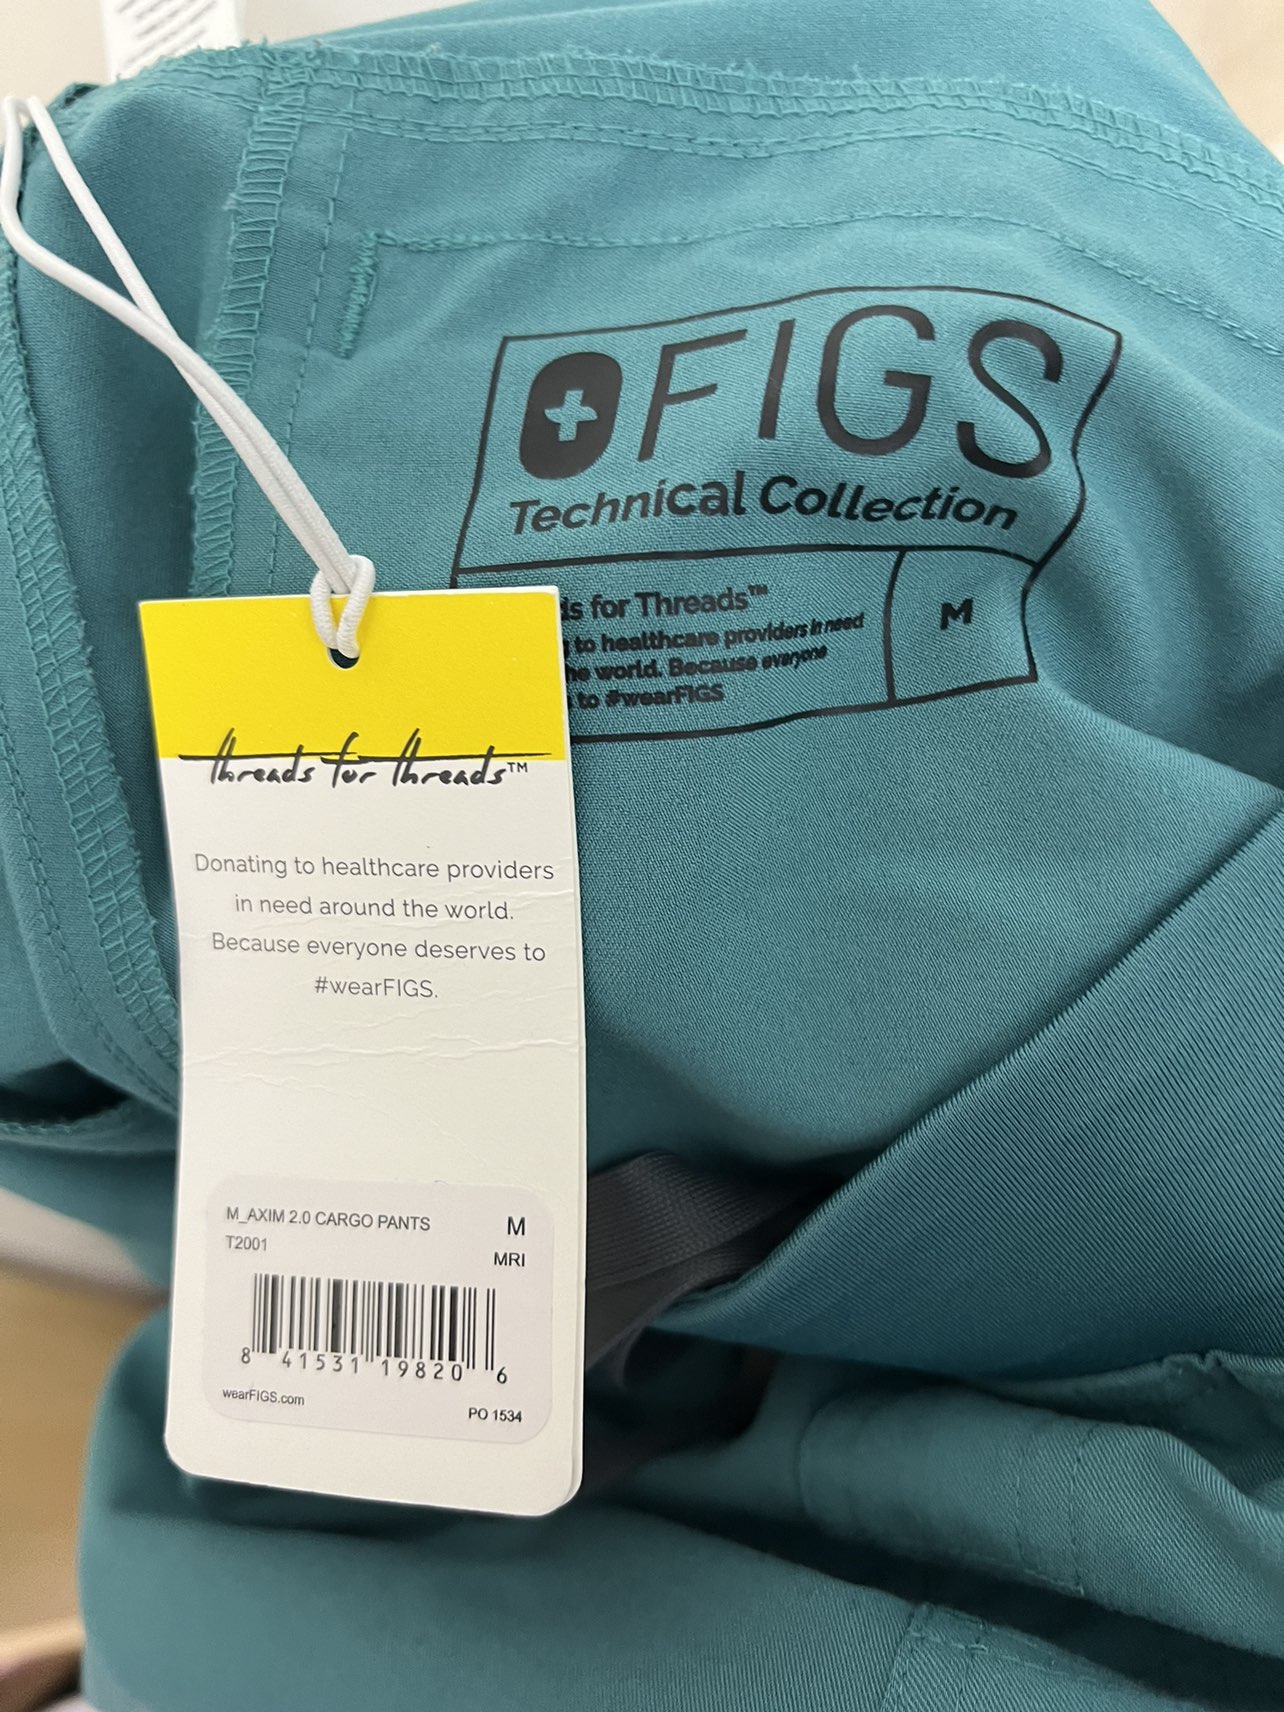 FIGS
Technical Collection
for Threads™
to healthcare providers in need
world. Because everyone
to #wearFIGS
M
threads for threads™
Donating to healthcare providers
in need around the world.
Because everyone deserves to
#wearFIGS.
M_AXIM 2.0 CARGO PANTS
M
T2001
MRI
8 41531 19820 6
wearFIGS.com
PO 1534